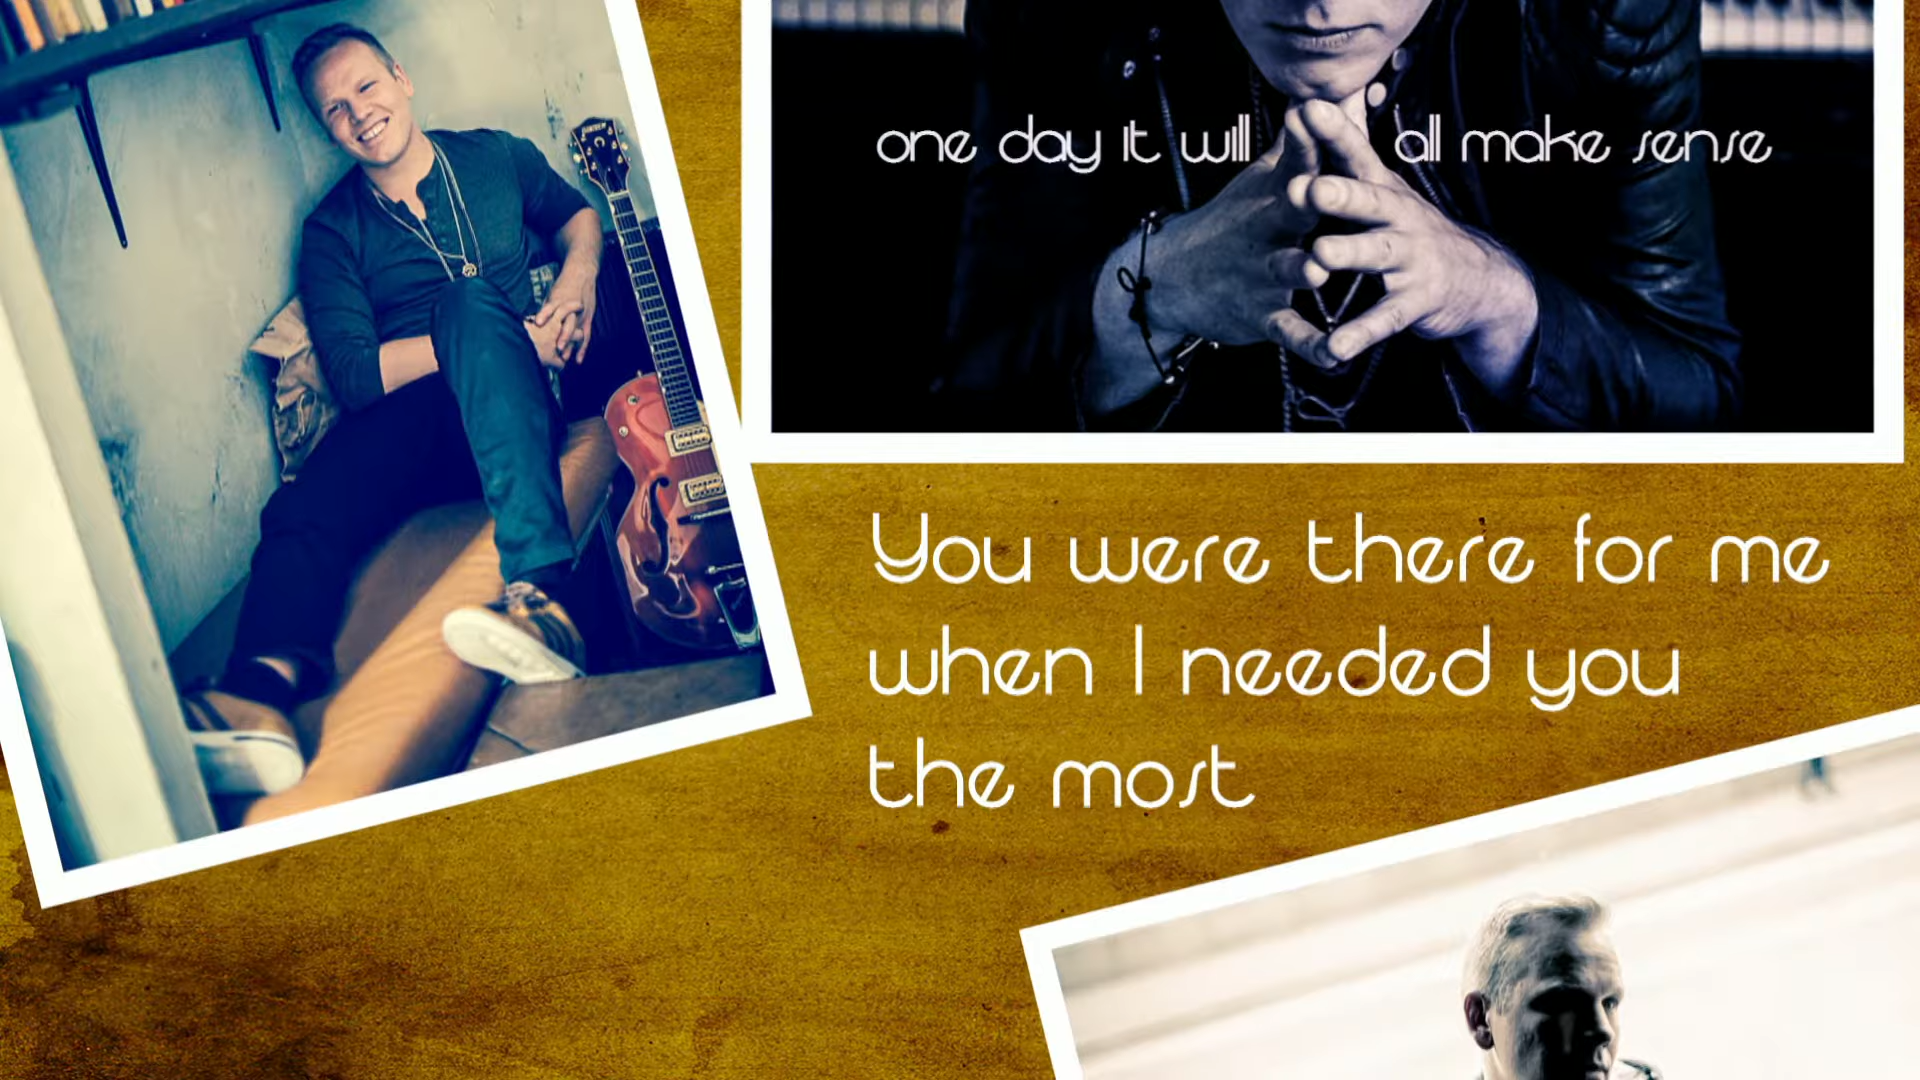 one day it will all make sense
You were there for me
when I needed you
the most